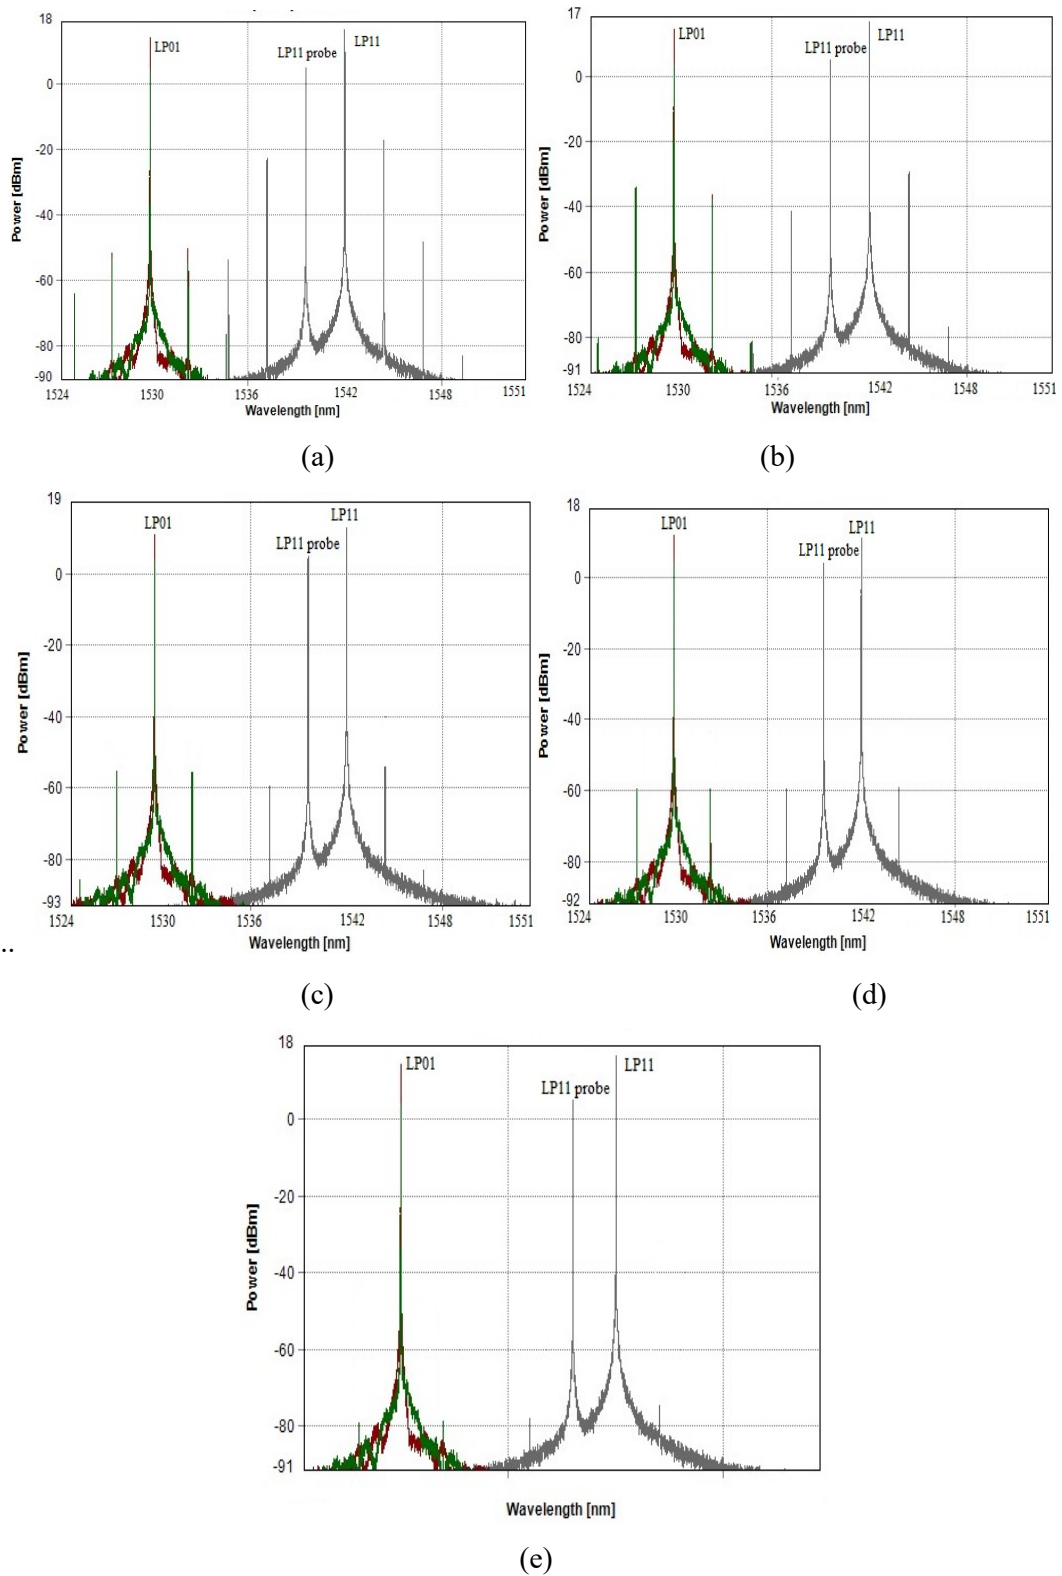 18
LP01
LP11 probe
LP11
0
-20
-40
-60
-80
-90
Power [dBm]
1524
1530
1536
1542
1548
1551
Wavelength [nm]
(a)
17
LP01
LP11 probe
LP11
0
-20
-40
-60
-80
-91
Power [dBm]
1524
1530
1536
1542
1548
1551
Wavelength [nm]
(b)
19
LP01
LP11 probe
LP11
0
-20
-40
-60
-80
-93
Power [dBm]
1524
1530
1536
1542
1548
1551
Wavelength [nm]
..
(c)
18
LP01
LP11 probe
LP11
0
-20
-40
-60
-80
-92
Power [dBm]
1524
1530
1536
1542
1548
1551
Wavelength [nm]
(d)
18
LP01
LP11 probe
LP11
0
-20
-40
-60
-80
-91
Power [dBm]
Wavelength [nm]
(e)